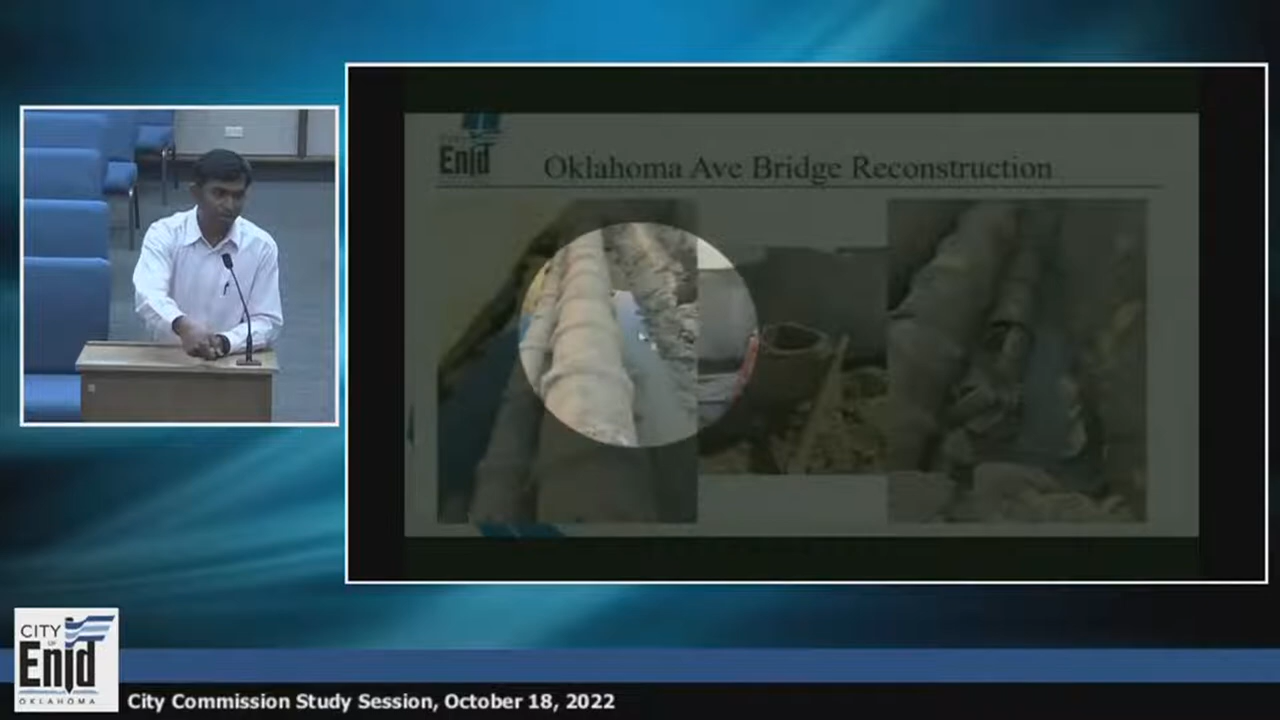 Enid
Oklahoma Ave Bridge Reconstruction
CITY
OF
Enid
OKLAHOMA
City Commission Study Session, October 18, 2022